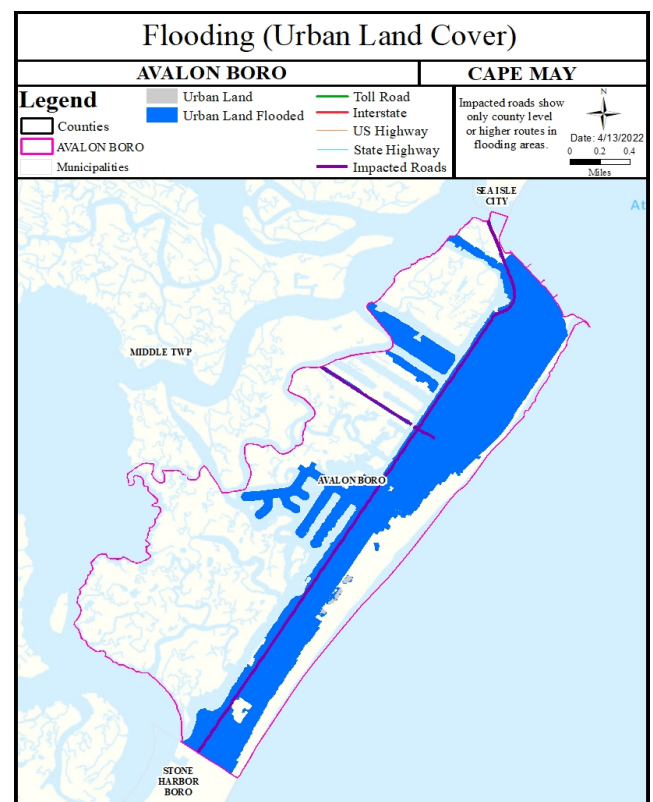 Flooding (Urban Land Cover)
AVALON BORO
CAPE MAY
Legend
Counties
AVALON BORO
Municipalities
Urban Land
Urban Land Flooded
Toll Road
Interstate
US Highway
State Highway
Impacted Roads
Impacted roads show
only county level
or higher routes in
flooding areas.
N
Date: 4/13/2022
0 0.2 0.4
Miles
SEA ISLE
CITY
At
MIDDLE TWP
AVALON BORO
STONE
HARBOR
BORO